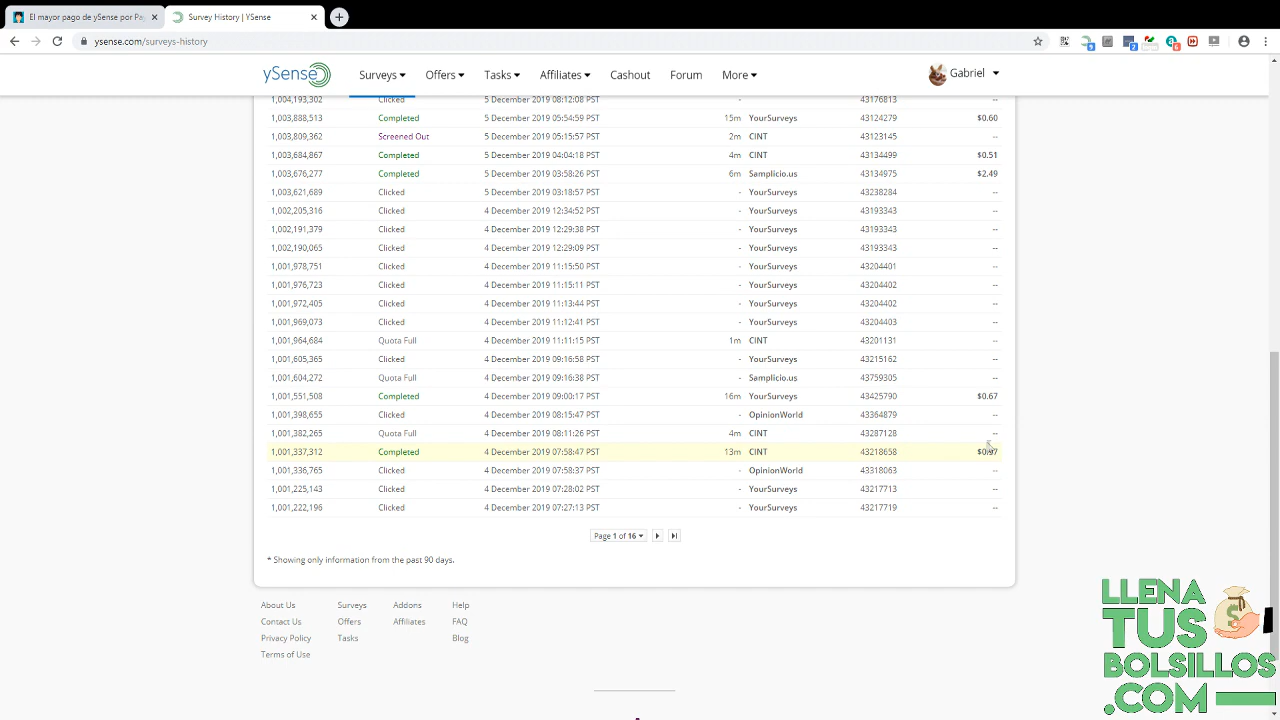 El mayor pago de ySense por Pay
Survey History | ySense
ysense.com/surveys-history
ySense Surveys Offers Tasks Affiliates Cashout Forum More Gabriel
1,004,193,302 Clicked 5 December 2019 08:12:08 PST - YourSurveys 43176813 --
1,003,888,513 Completed 5 December 2019 05:54:59 PST 15m YourSurveys 43124279 $0.60
1,003,809,362 Screened Out 5 December 2019 05:15:57 PST 2m CINT 43123145 --
1,003,684,867 Completed 5 December 2019 04:04:18 PST 4m CINT 43134499 $0.51
1,003,676,277 Completed 5 December 2019 03:58:26 PST 6m Samplicio.us 43134975 $2.49
1,003,621,689 Clicked 5 December 2019 03:18:57 PST - YourSurveys 43238284 --
1,002,205,316 Clicked 4 December 2019 12:34:52 PST - YourSurveys 43193343 --
1,002,191,379 Clicked 4 December 2019 12:29:38 PST - YourSurveys 43193343 --
1,002,190,065 Clicked 4 December 2019 12:29:09 PST - YourSurveys 43193343 --
1,001,978,751 Clicked 4 December 2019 11:15:50 PST - YourSurveys 43204401 --
1,001,976,723 Clicked 4 December 2019 11:15:11 PST - YourSurveys 43204402 --
1,001,972,405 Clicked 4 December 2019 11:13:44 PST - YourSurveys 43204402 --
1,001,969,073 Clicked 4 December 2019 11:12:41 PST - YourSurveys 43204403 --
1,001,964,684 Quota Full 4 December 2019 11:11:15 PST 1m CINT 43201131 --
1,001,605,365 Clicked 4 December 2019 09:16:58 PST - YourSurveys 43215162 --
1,001,604,272 Quota Full 4 December 2019 09:16:38 PST - Samplicio.us 43759305 --
1,001,551,508 Completed 4 December 2019 09:00:17 PST 16m YourSurveys 43425790 $0.67
1,001,398,655 Clicked 4 December 2019 08:15:47 PST - OpinionWorld 43364879 --
1,001,382,265 Quota Full 4 December 2019 08:11:26 PST 4m CINT 43287128 --
1,001,337,312 Completed 4 December 2019 07:58:47 PST 13m CINT 43218658 $0.97
1,001,336,765 Clicked 4 December 2019 07:58:37 PST - OpinionWorld 43318063 --
1,001,225,143 Clicked 4 December 2019 07:28:02 PST - YourSurveys 43217713 --
1,001,222,196 Clicked 4 December 2019 07:27:13 PST - YourSurveys 43217719 --
Page 1 of 16
* Showing only information from the past 90 days.
About Us Surveys Addons Help
Contact Us Offers Affiliates FAQ
Privacy Policy Tasks Blog
Terms of Use
LLENA
TUS
BOLSILLOS
.COM